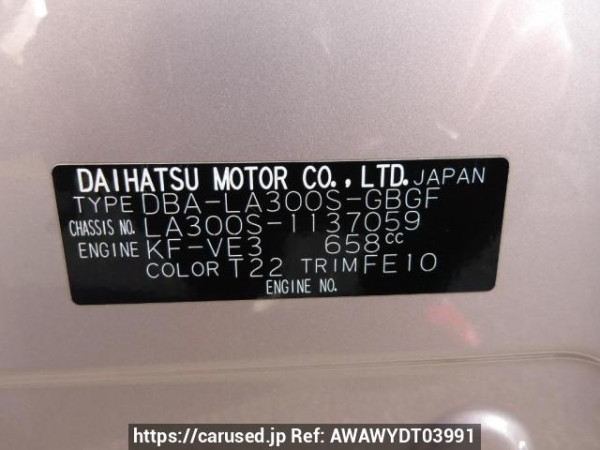 DAIHATSU MOTOR CO., LTD. JAPAN
TYPE DBA-LA300S-GBGF
CHASSIS NO. LA300S-1137059
ENGINE KF-VE3 658cc
COLOR T22 TRIM FE10
ENGINE NO.
https://carused.jp Ref: AWAWYDT03991